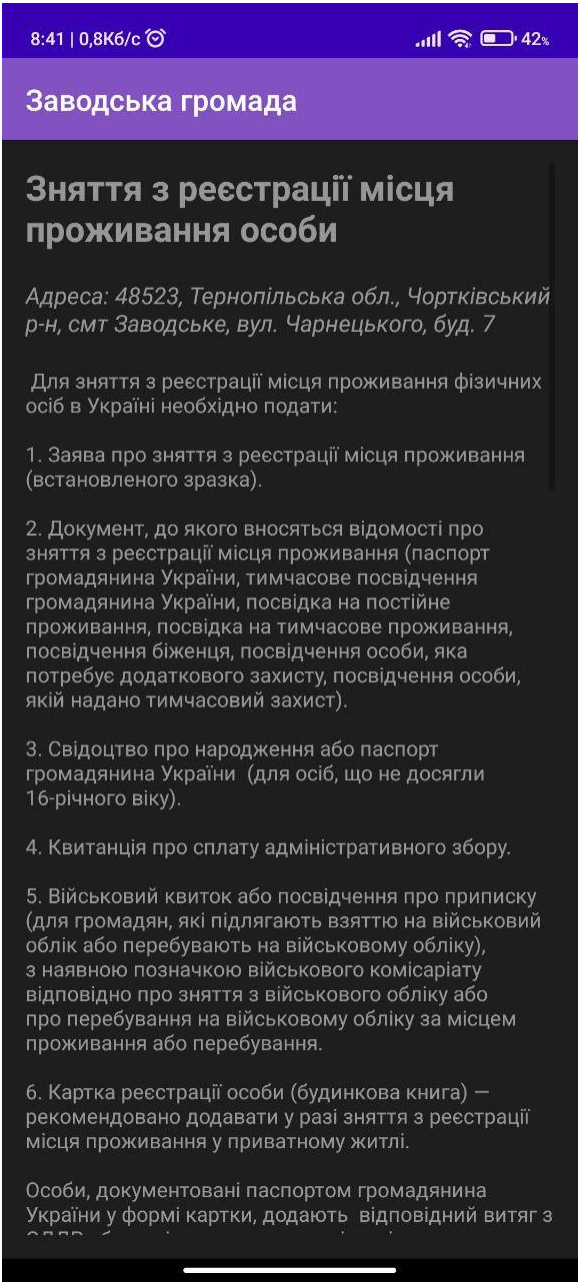 8:41 | 0,8Кб/с
42%
Заводська громада
Зняття з реєстрації місця
проживання особи
Адреса: 48523, Тернопільська обл., Чортківський
р-н, смт Заводське, вул. Чарнецького, буд. 7
Для зняття з реєстрації місця проживання фізичних
осіб в Україні необхідно подати:
1. Заява про зняття з реєстрації місця проживання
(встановленого зразка).
2. Документ, до якого вносяться відомості про
зняття з реєстрації місця проживання (паспорт
громадянина України, тимчасове посвідчення
громадянина України, посвідка на постійне
проживання, посвідка на тимчасове проживання,
посвідчення біженця, посвідчення особи, яка
потребує додаткового захисту, посвідчення особи,
якій надано тимчасовий захист).
3. Свідоцтво про народження або паспорт
громадянина України  (для осіб, що не досягли
16-річного віку).
4. Квитанція про сплату адміністративного збору.
5. Військовий квиток або посвідчення про приписку
(для громадян, які підлягають взяттю на військовий
облік або перебувають на військовому обліку),
з наявною позначкою військового комісаріату
відповідно про зняття з військового обліку або
про перебування на військовому обліку за місцем
проживання або перебування.
6. Картка реєстрації особи (будинкова книга) —
рекомендовано додавати у разі зняття з реєстрації
місця проживання у приватному житлі.
Особи, документовані паспортом громадянина
України у формі картки, додають  відповідний витяг з